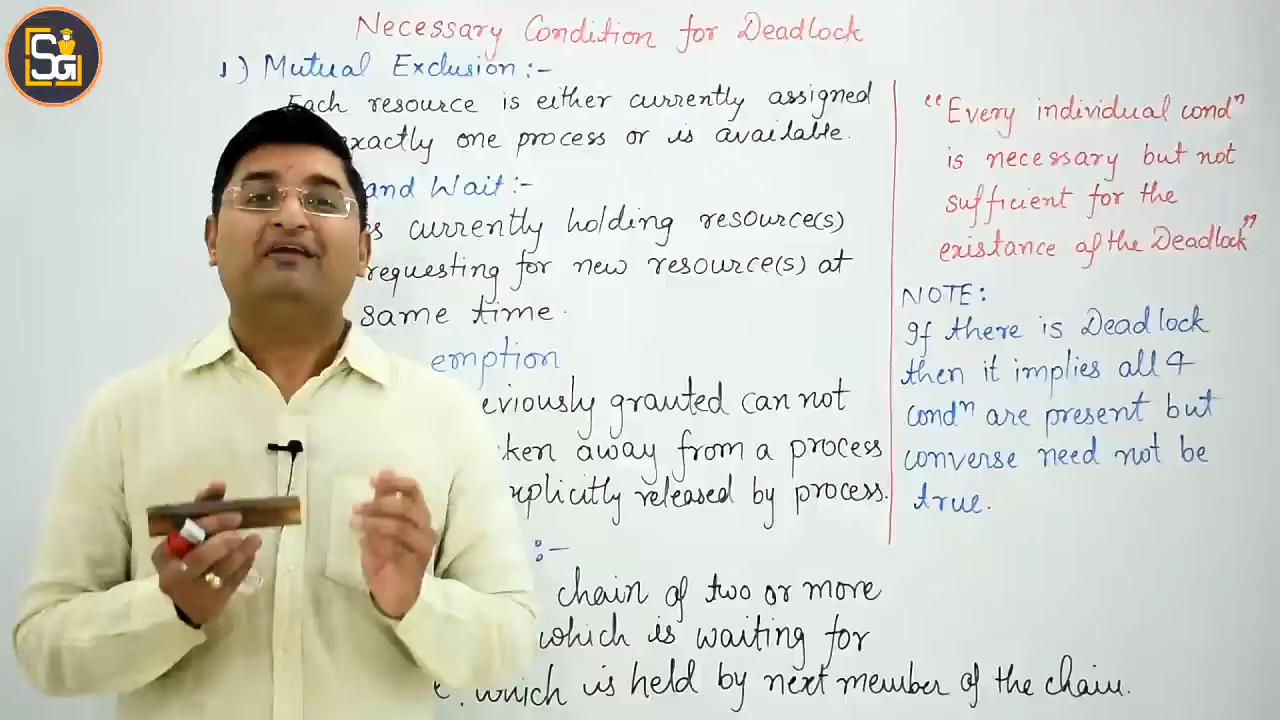 SG
Necessary Condition for Deadlock
1) Mutual Exclusion :-
Each resource is either currently assigned
exactly one process or is available.
and Wait :-
currently holding resource(s)
requesting for new resource(s) at
same time.
emption
eviously granted can not
ken away from a process
xplicitly released by process.
:-
chain of two or more
which is waiting for
which is held by next member of the chain.
"Every individual condⁿ
is necessary but not
sufficient for the
existance of the Deadlock"
NOTE:
If there is Deadlock
then it implies all 4
condⁿ are present but
converse need not be
true.